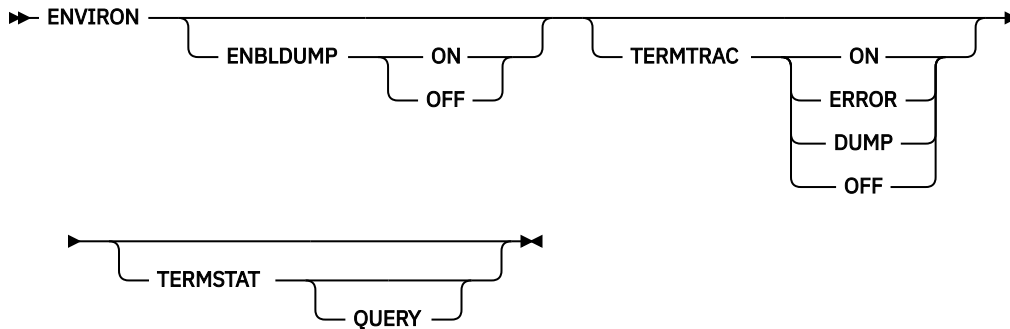 ENVIRON
ENBLDUMP ON TERMTRAC ON
OFF ERROR
DUMP
OFF
TERMSTAT
QUERY